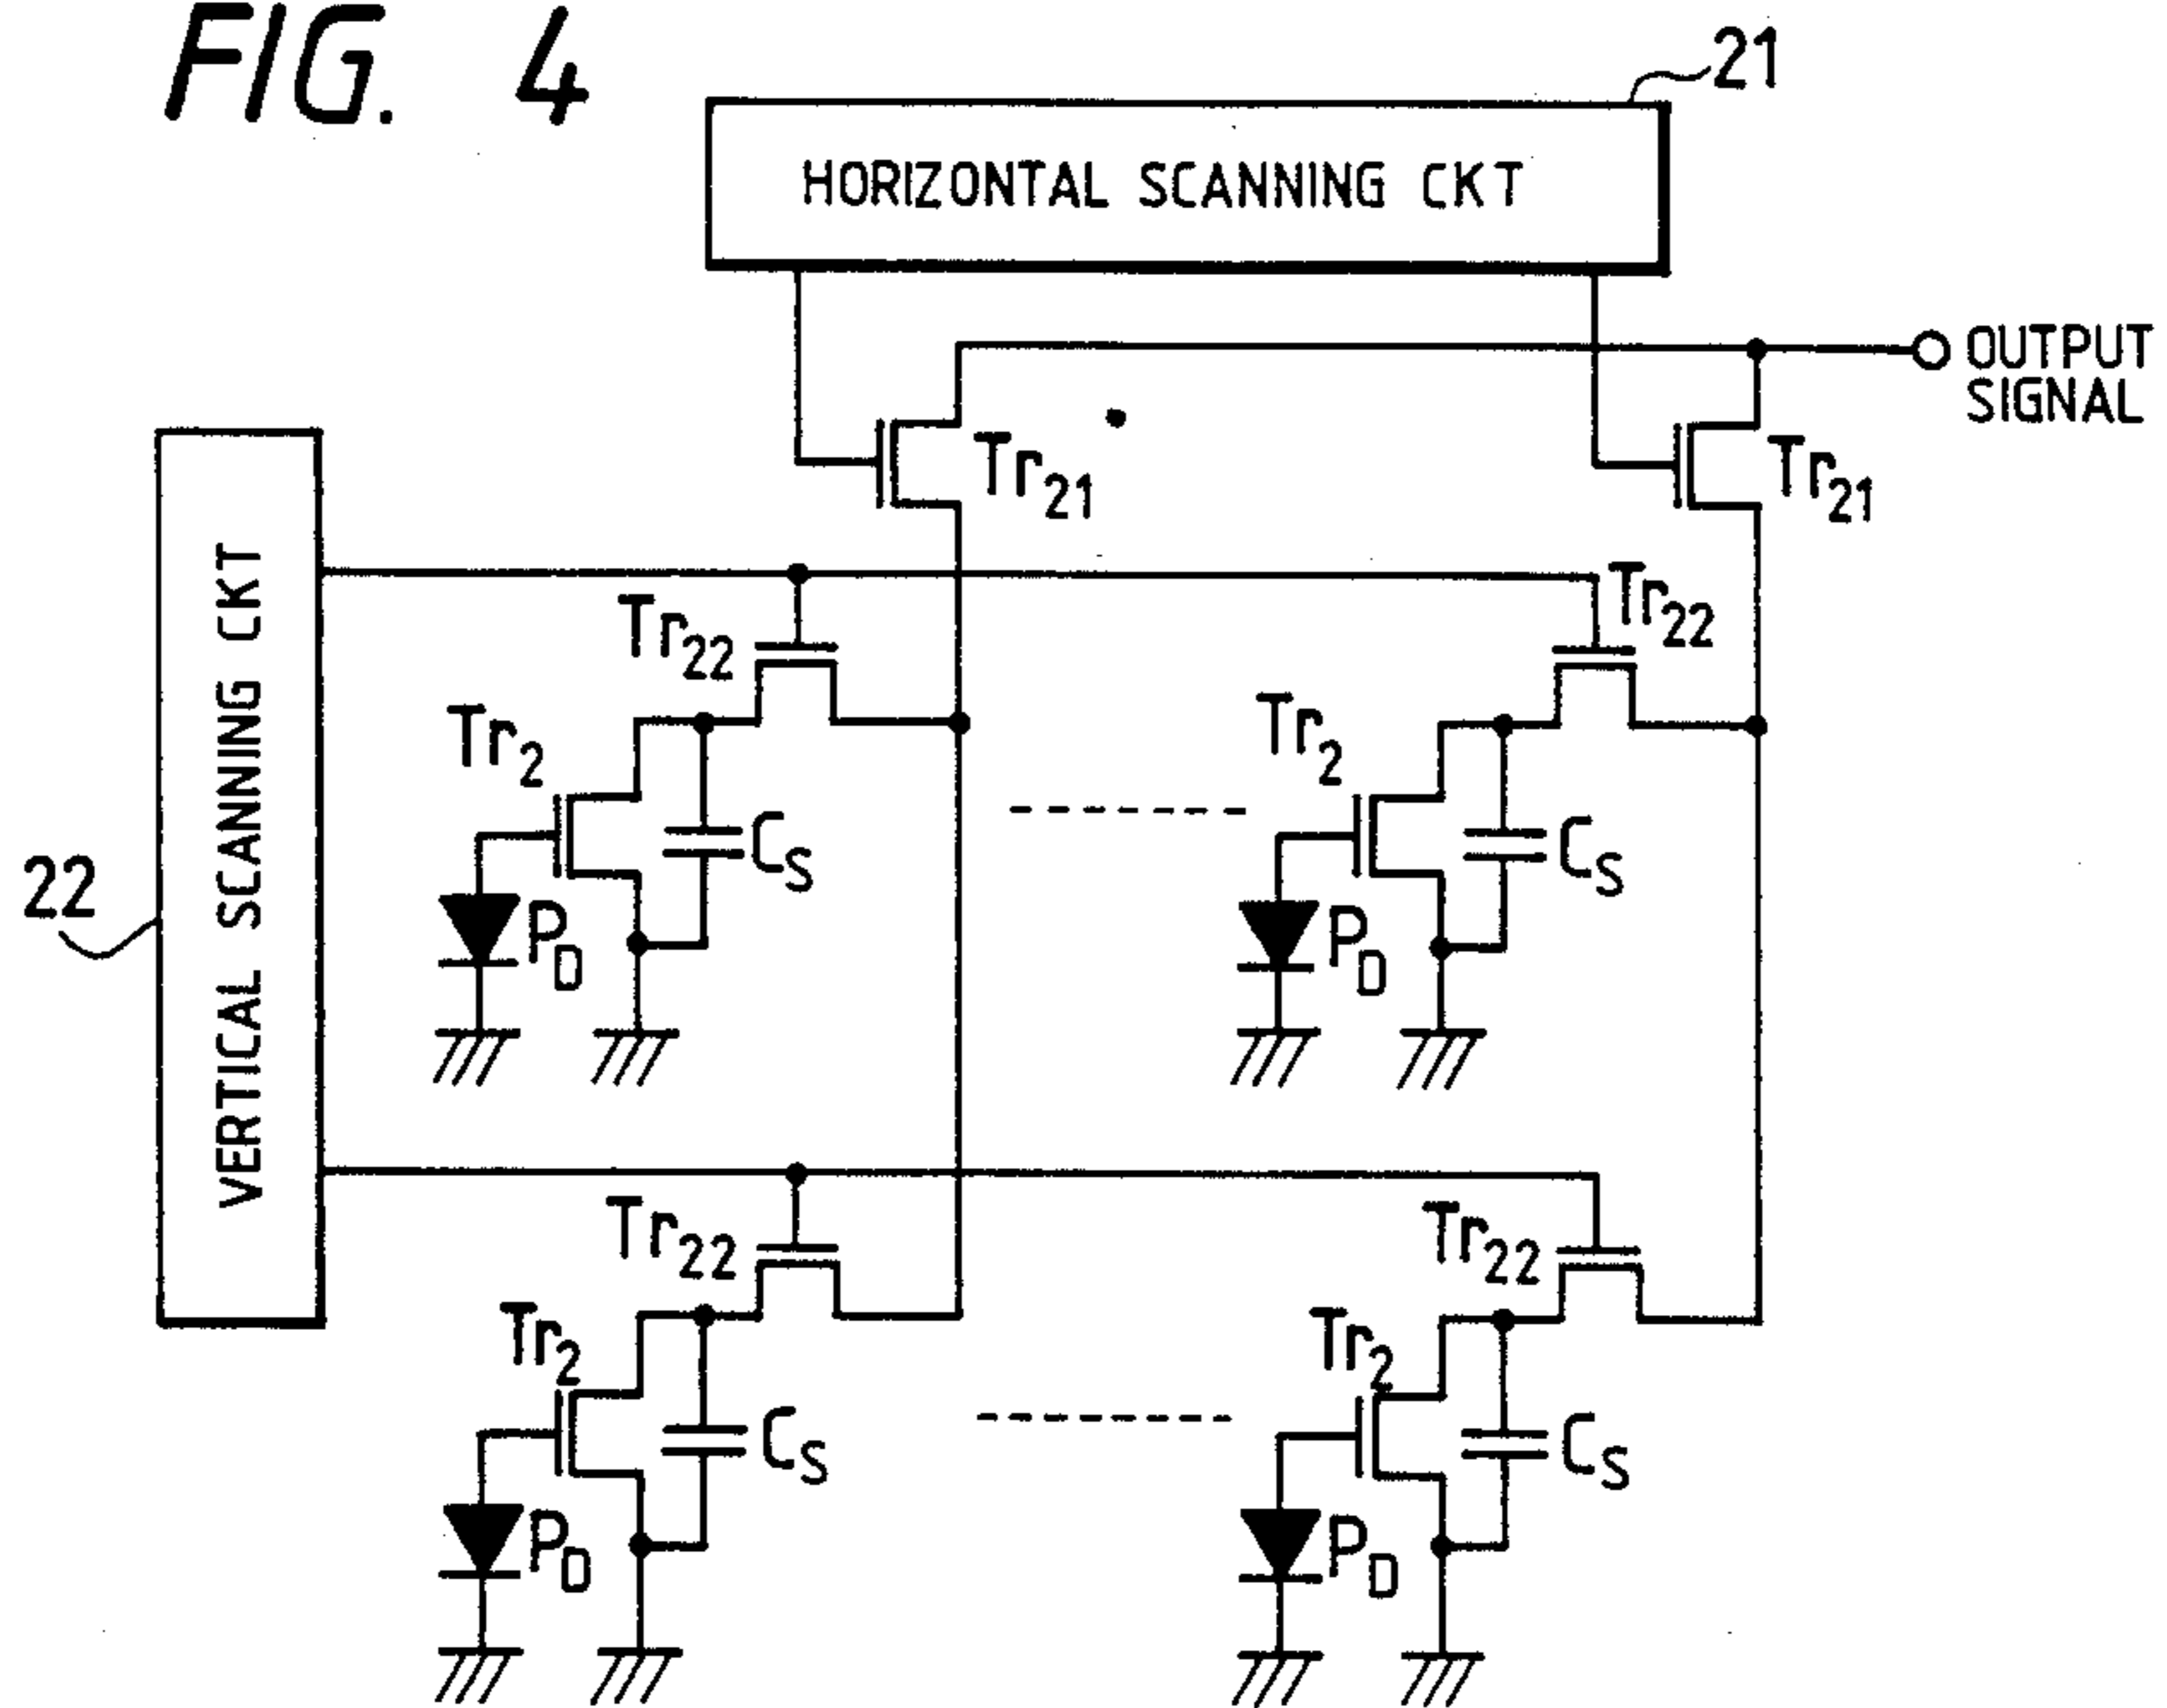 FIG. 4
21
HORIZONTAL SCANNING CKT
OUTPUT
SIGNAL
Tr21
Tr21
VERTICAL SCANNING CKT
22
Tr22
Tr22
Tr2
Tr2
CS
CS
PD
PD
Tr22
Tr22
Tr2
Tr2
CS
CS
PD
PD